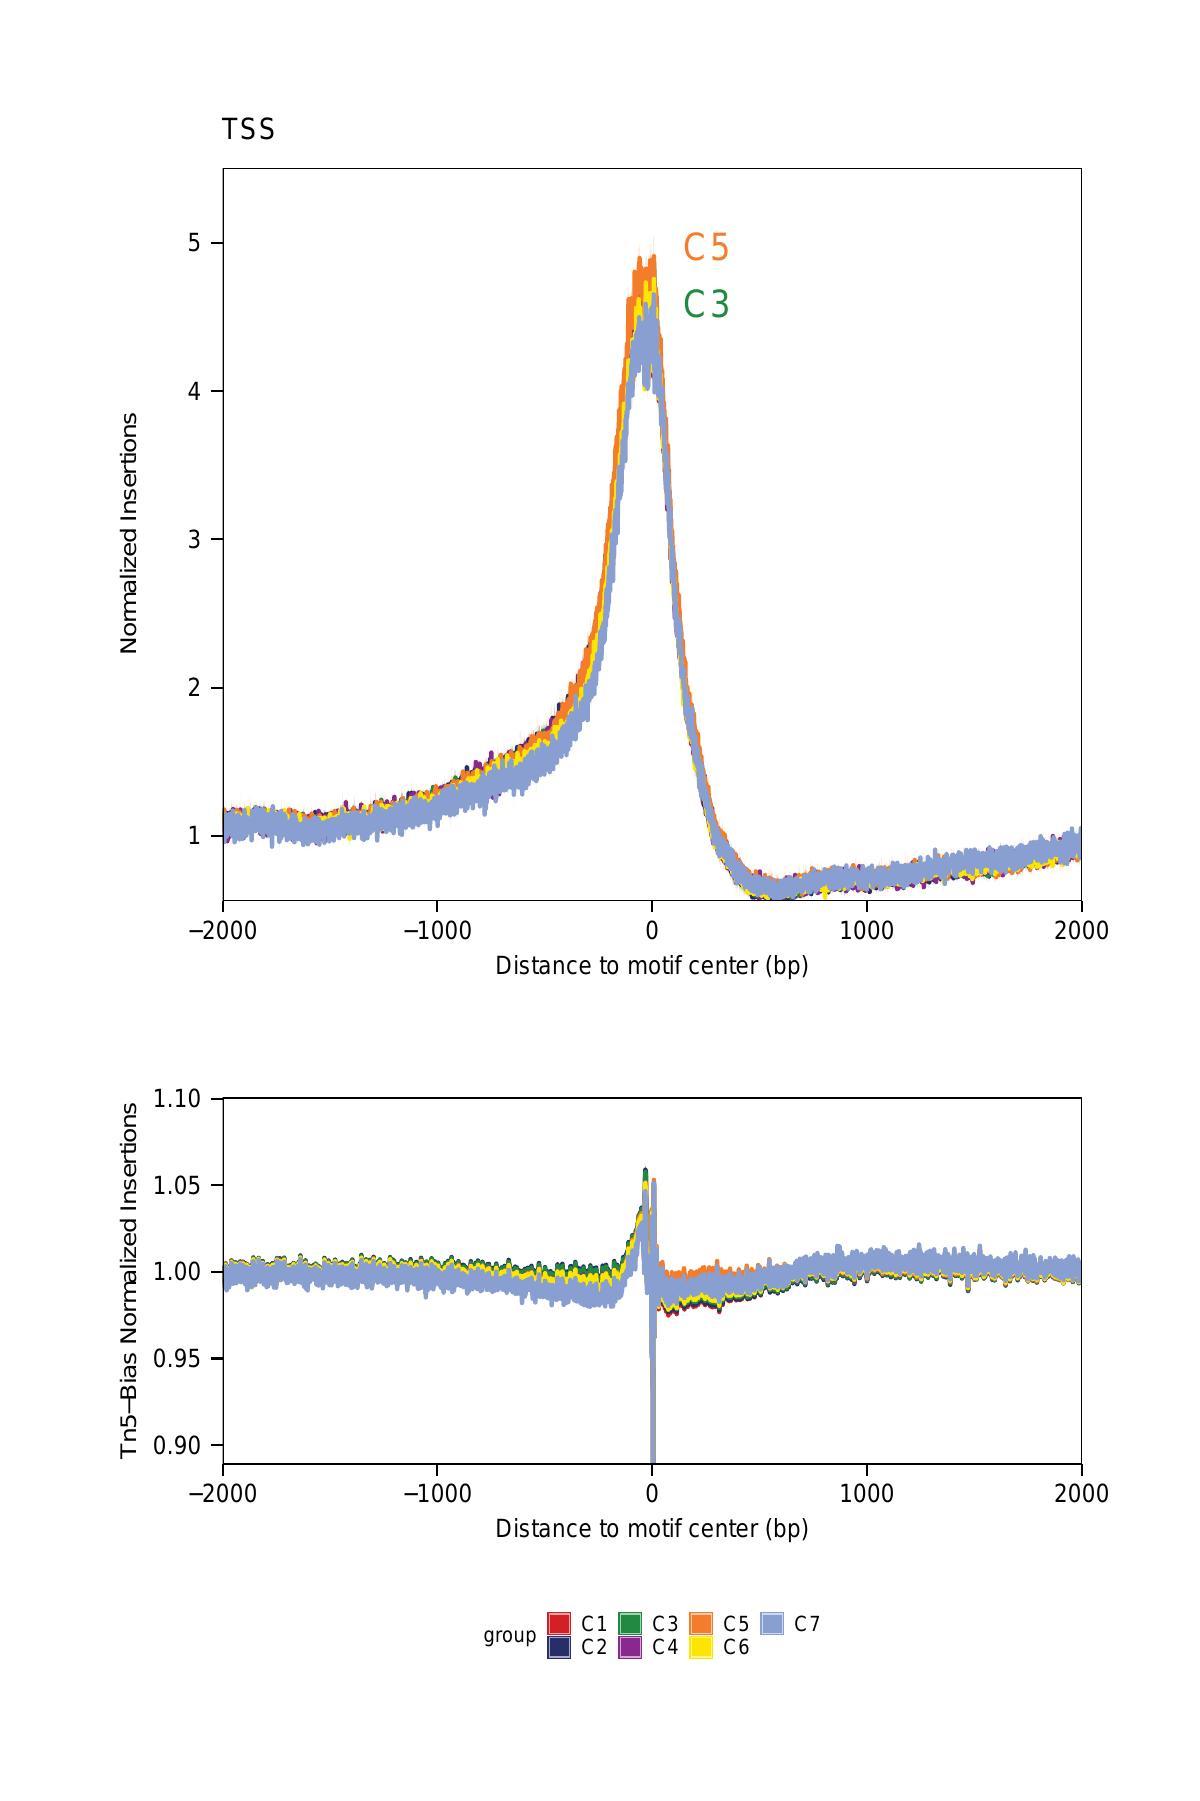 TSS
5
4
3
2
1
Normalized Insertions
C5
C3
−2000 −1000 0 1000 2000
Distance to motif center (bp)
1.10
1.05
1.00
0.95
0.90
Tn5−Bias Normalized Insertions
−2000 −1000 0 1000 2000
Distance to motif center (bp)
group
C1 C3 C5 C7
C2 C4 C6